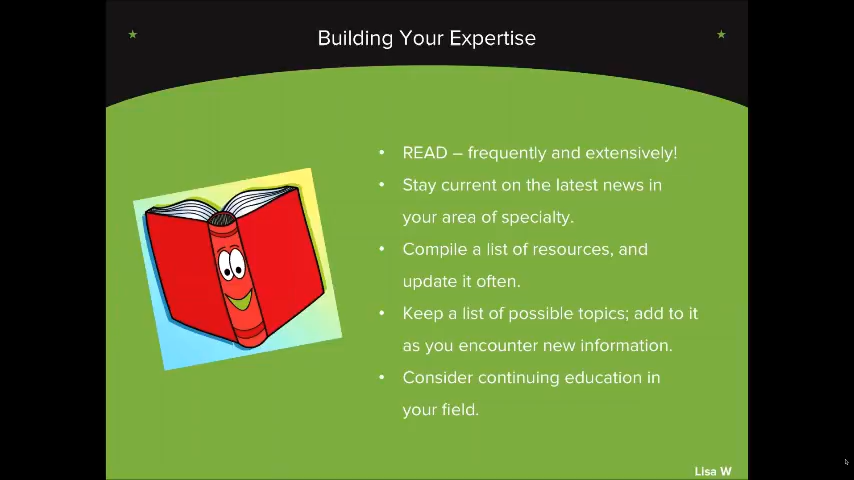 Building Your Expertise
• READ – frequently and extensively!
• Stay current on the latest news in
your area of specialty.
• Compile a list of resources, and
update it often.
• Keep a list of possible topics; add to it
as you encounter new information.
• Consider continuing education in
your field.
Lisa W